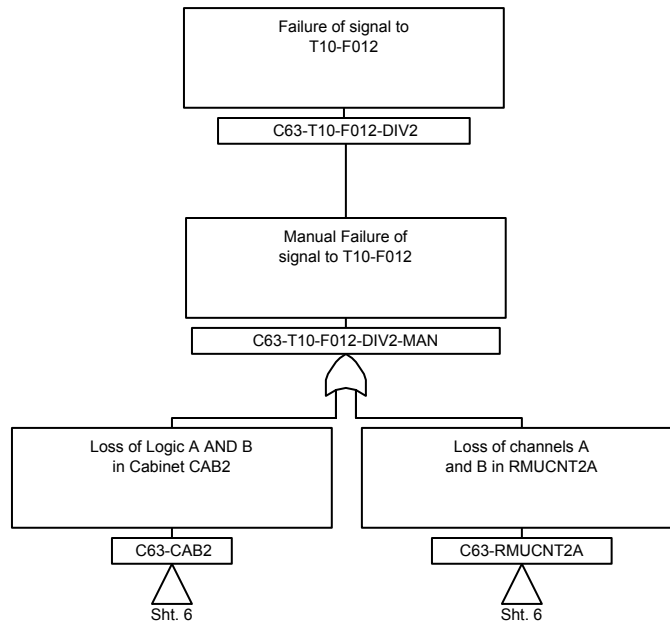 Failure of signal to
T10-F012
C63-T10-F012-DIV2
Manual Failure of
signal to T10-F012
C63-T10-F012-DIV2-MAN
Loss of Logic A AND B
in Cabinet CAB2
C63-CAB2
Sht. 6
Loss of channels A
and B in RMUCNT2A
C63-RMUCNT2A
Sht. 6